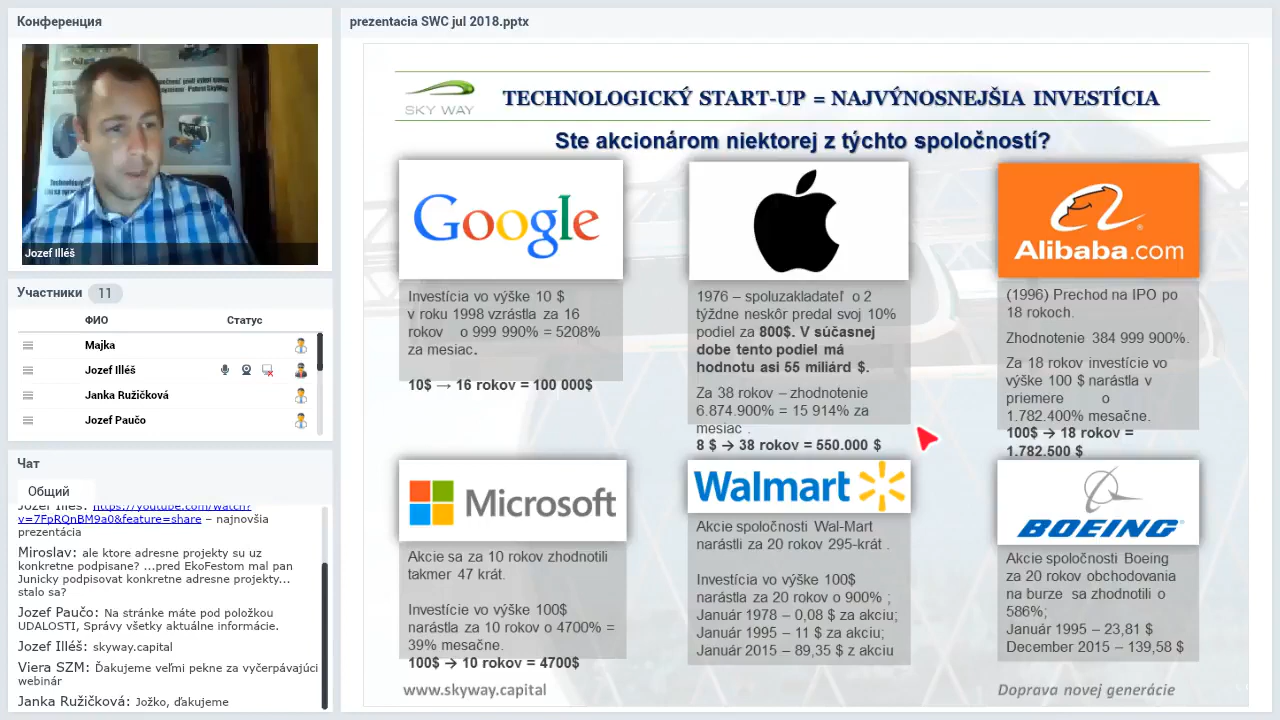 Конференция
Jozef Illéš
Участники 11
ФИО Статус
Majka
Jozef Illéš
Janka Ružičková
Jozef Paučo
Чат
Общий
Jozef Illéš: https://youtube.com/watch?
v=7FpRQnBM9a0&feature=share – najnovšia
prezentácia
Miroslav: ale ktore adresne projekty su uz
konkretne podpisane? ...pred EkoFestom mal pan
Junicky podpisovat konkretne adresne projekty...
stalo sa?
Jozef Paučo: Na stránke máte pod položkou
UDALOSTI, Správy všetky aktuálne informácie.
Jozef Illéš: skyway.capital
Viera SZM: Ďakujeme veľmi pekne za vyčerpávajúci
webinár
Janka Ružičková: Jožko, ďakujeme
prezentacia SWC jul 2018.pptx
SKY WAY
TECHNOLOGICKÝ START-UP = NAJVÝNOSNEJŠIA INVESTÍCIA
Ste akcionárom niektorej z týchto spoločností?
Google
Investícia vo výške 10 $
v roku 1998 vzrástla za 16
rokov o 999 990% = 5208%
za mesiac.
10$ → 16 rokov = 100 000$
1976 – spoluzakladateľ o 2
týždne neskôr predal svoj 10%
podiel za 800$. V súčasnej
dobe tento podiel má
hodnotu asi 55 miliárd $.
Za 38 rokov – zhodnotenie
6.874.900% = 15 914% za
mesiac .
8 $ → 38 rokov = 550.000 $
Alibaba.com
(1996) Prechod na IPO po
18 rokoch.
Zhodnotenie 384 999 900%.
Za 18 rokov investície vo
výške 100 $ narástla v
priemere o
1.782.400% mesačne.
100$ → 18 rokov =
1.782.500 $
Microsoft
Akcie sa za 10 rokov zhodnotili
takmer 47 krát.
Investície vo výške 100$
narástla za 10 rokov o 4700% =
39% mesačne.
100$ → 10 rokov = 4700$
Walmart
Akcie spoločnosti Wal-Mart
narástli za 20 rokov 295-krát .
Investícia vo výške 100$
narástla za 20 rokov o 900% ;
Január 1978 – 0,08 $ za akciu;
Január 1995 – 11 $ za akciu;
Január 2015 – 89,35 $ z akciu
BOEING
Akcie spoločnosti Boeing
za 20 rokov obchodovania
na burze sa zhodnotili o
586%;
Január 1995 – 23,81 $
December 2015 – 139,58 $
www.skyway.capital
Doprava novej generácie